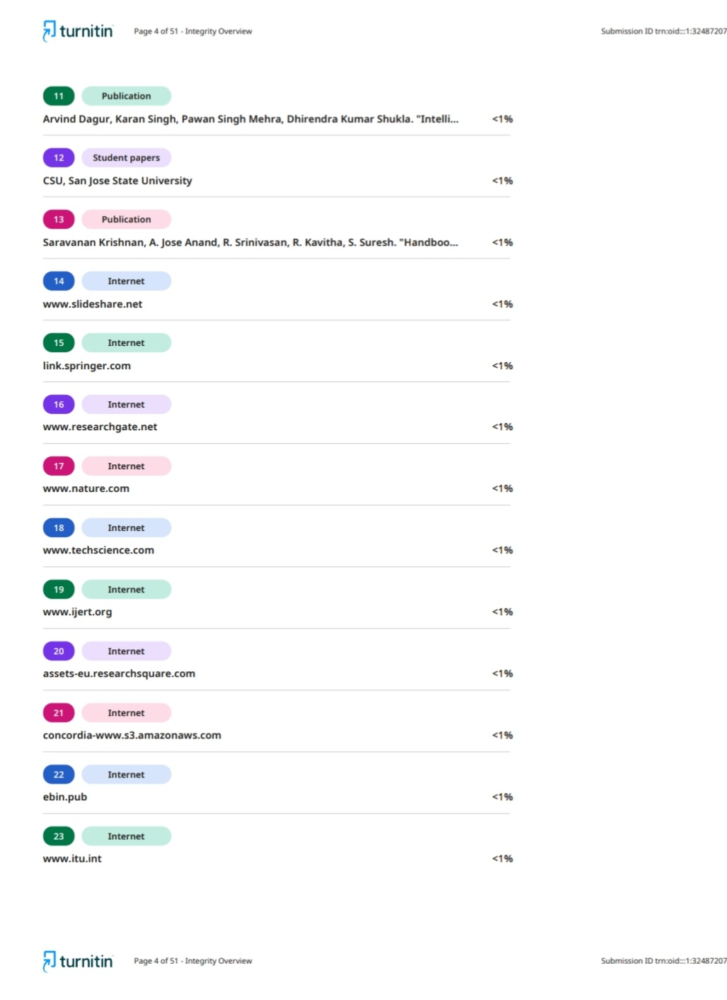 turnitin Page 4 of 51 - Integrity Overview Submission ID trn:oid:::1:32487207
11 Publication
Arvind Dagur, Karan Singh, Pawan Singh Mehra, Dhirendra Kumar Shukla. "Intelli... <1%
12 Student papers
CSU, San Jose State University <1%
13 Publication
Saravanan Krishnan, A. Jose Anand, R. Srinivasan, R. Kavitha, S. Suresh. "Handboo... <1%
14 Internet
www.slideshare.net <1%
15 Internet
link.springer.com <1%
16 Internet
www.researchgate.net <1%
17 Internet
www.nature.com <1%
18 Internet
www.techscience.com <1%
19 Internet
www.ijert.org <1%
20 Internet
assets-eu.researchsquare.com <1%
21 Internet
concordia-www.s3.amazonaws.com <1%
22 Internet
ebin.pub <1%
23 Internet
www.itu.int <1%
turnitin Page 4 of 51 - Integrity Overview Submission ID trn:oid:::1:32487207